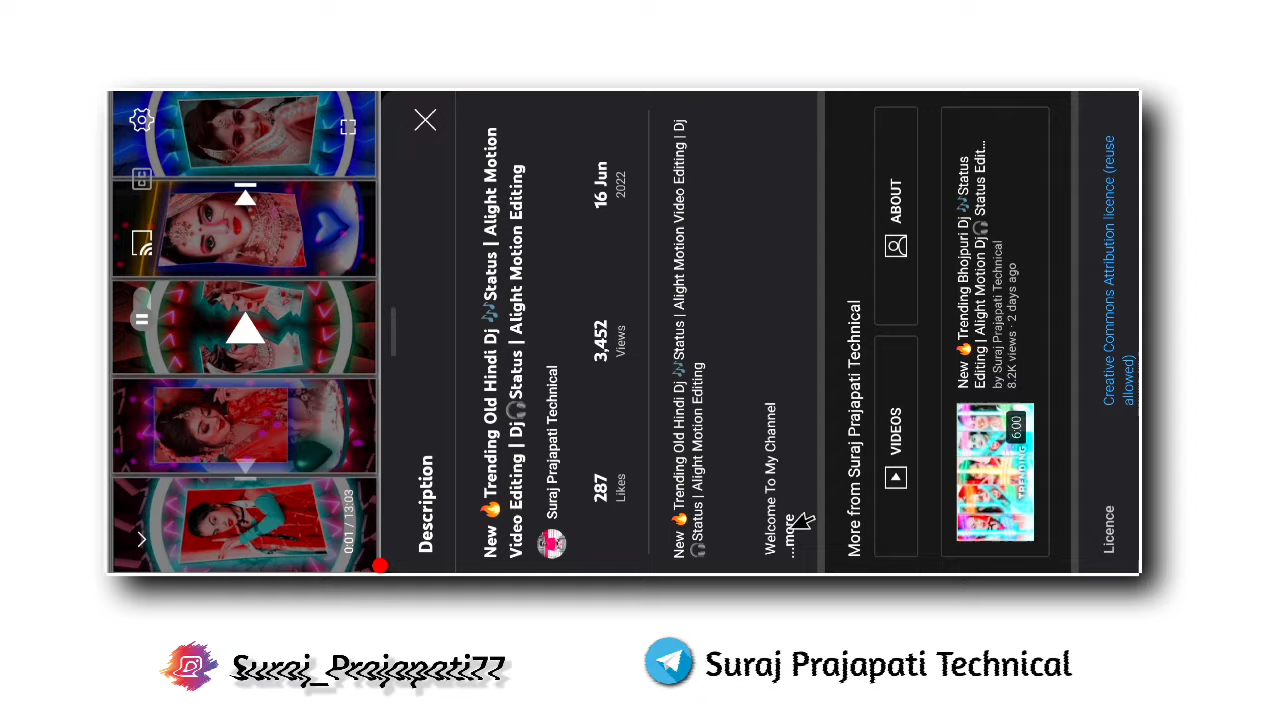 0:01 / 13:03
CC
Description
New 🔥Trending Old Hindi Dj 🎶Status | Alight Motion
Video Editing | Dj🎧Status | Alight Motion Editing
Suraj Prajapati Technical
287
Likes
3,452
Views
16 Jun
2022
New 🔥Trending Old Hindi Dj 🎶Status | Alight Motion Video Editing | Dj
🎧Status | Alight Motion Editing
Welcome To My Channel
...more
More from Suraj Prajapati Technical
VIDEOS
ABOUT
6:00
TRENDING
New 🔥Trending Bhojpuri Dj 🎶Status
Editing | Alight Motion Dj🎧 Status Edit...
by Suraj Prajapati Technical
8.2K views · 2 days ago
Licence
Creative Commons Attribution licence (reuse
allowed)
Suraj_Prajapati77
Suraj Prajapati Technical